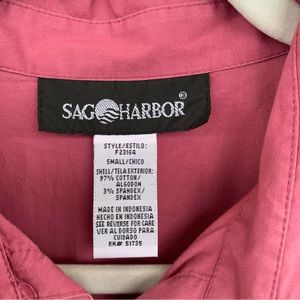 SAG HARBOR
®
STYLE/ESTILO:
F23164
SMALL/CHICO
SHELL/TELA EXTERIOR:
97% COTTON/
ALGODON
3% SPANDEX/
SPANDEX
MADE IN INDONESIA
HECHO EN INDONESIA
SEE REVERSE FOR CARE
VER AL DORSO PARA
CUIDADO
RN# 51735